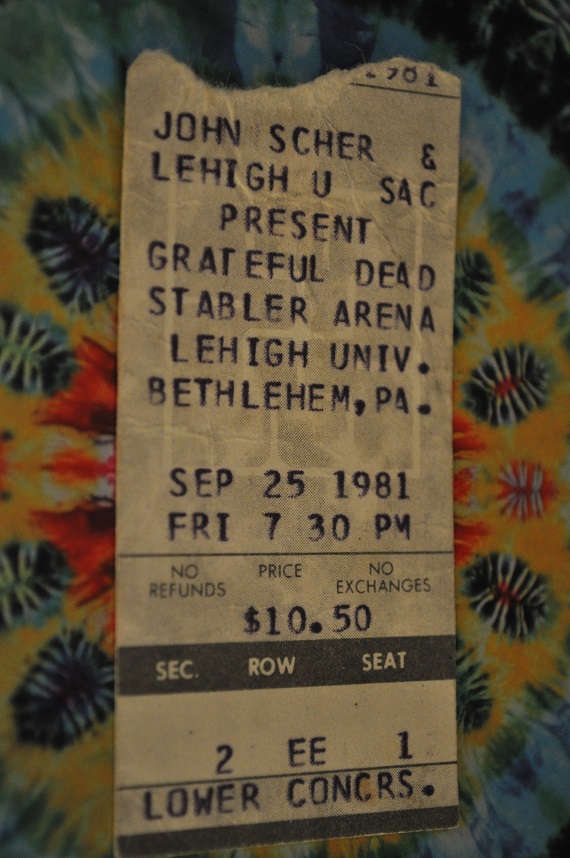 1981
JOHN SCHER &
LEHIGH U SAC
PRESENT
GRATEFUL DEAD
STABLER ARENA
LEHIGH UNIV.
BETHLEHEM, PA.
SEP 25 1981
FRI 7 30 PM
NO REFUNDS PRICE NO EXCHANGES
$10.50
SEC. ROW SEAT
2 EE 1
LOWER CONCRS.